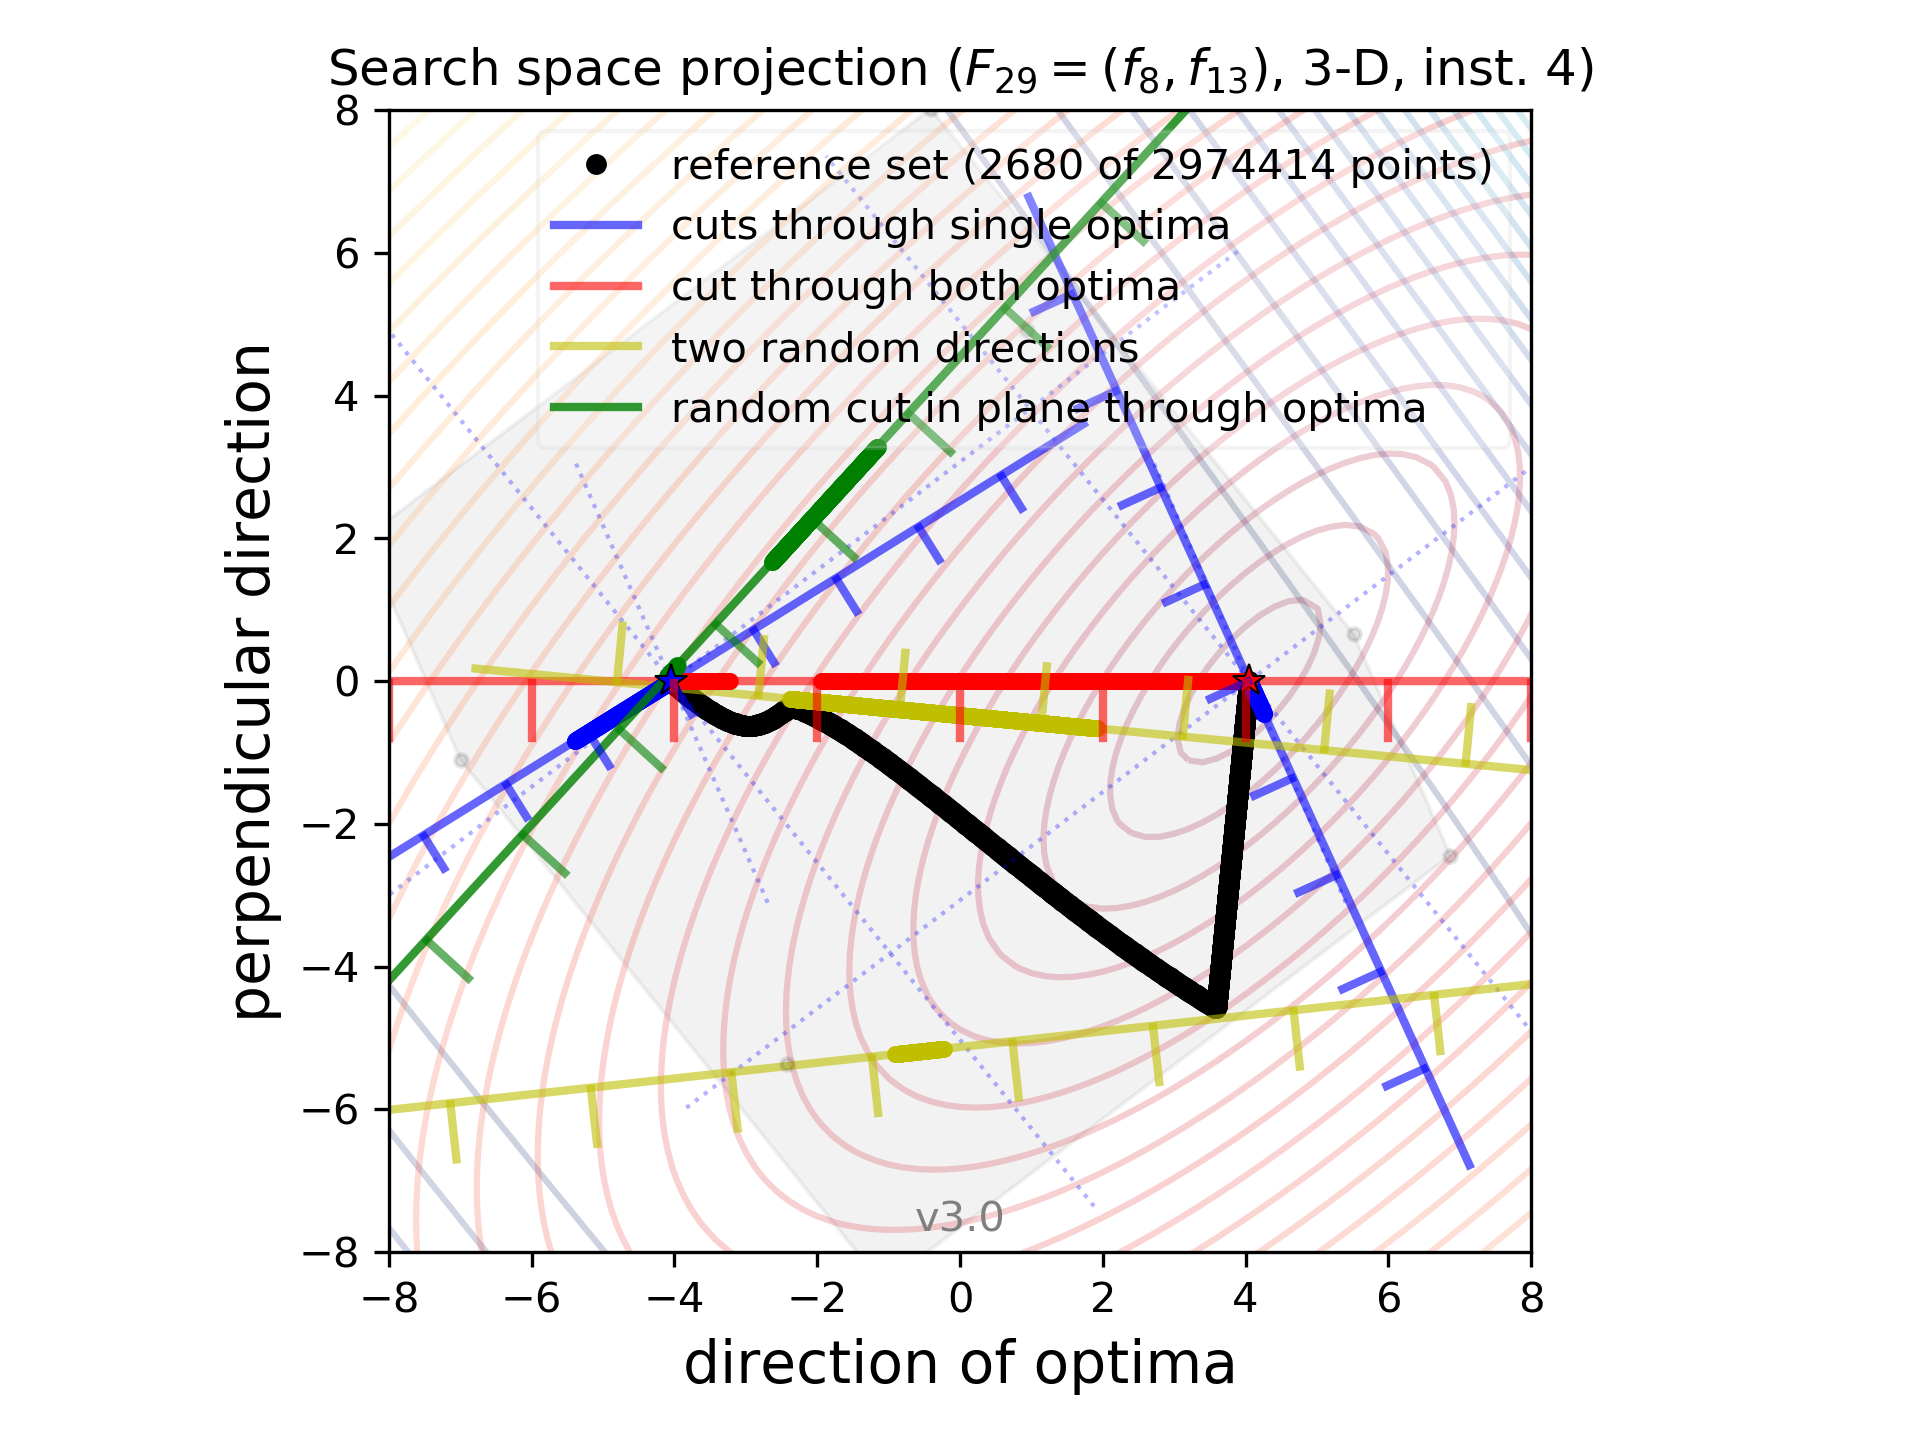 Search space projection (F₂₉ = (f₈, f₁₃), 3-D, inst. 4)
8
reference set (2680 of 2974414 points)
cuts through single optima
6
cut through both optima
two random directions
4
random cut in plane through optima
2
0
−2
−4
−6
−8
perpendicular direction
v3.0
−8 −6 −4 −2 0 2 4 6 8
direction of optima